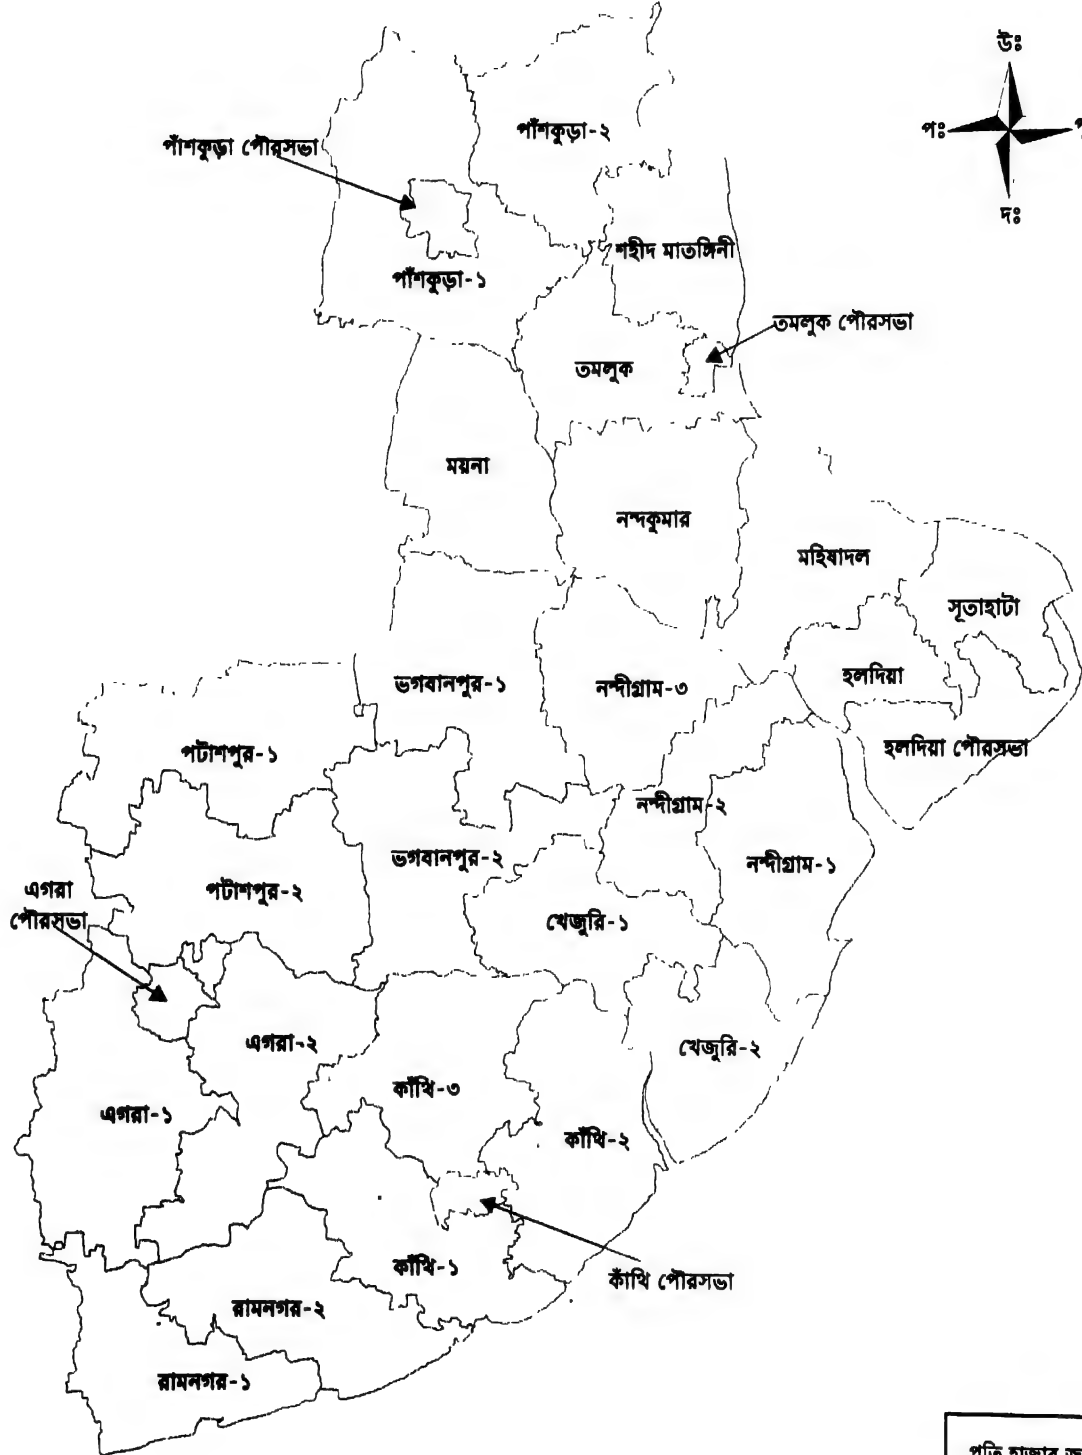 উঃ
পঃ
দঃ
পাঁশকুড়া পৌরসভা
পাঁশকুড়া-২
শহীদ মাতঙ্গিনী
পাঁশকুড়া-১
তমলুক পৌরসভা
তমলুক
ময়না
নন্দকুমার
মহিষাদল
সূতাহাটা
হলদিয়া
ভগবানপুর-১
নন্দীগ্রাম-৩
হলদিয়া পৌরসভা
পটাশপুর-১
নন্দীগ্রাম-২
ভগবানপুর-২
নন্দীগ্রাম-১
এগরা
পৌরসভা
পটাশপুর-২
খেজুরি-১
এগরা-২
খেজুরি-২
কাঁথি-৩
এগরা-১
কাঁথি-২
কাঁথি-১
কাঁথি পৌরসভা
রামনগর-২
রামনগর-১
প্রতি হাজার